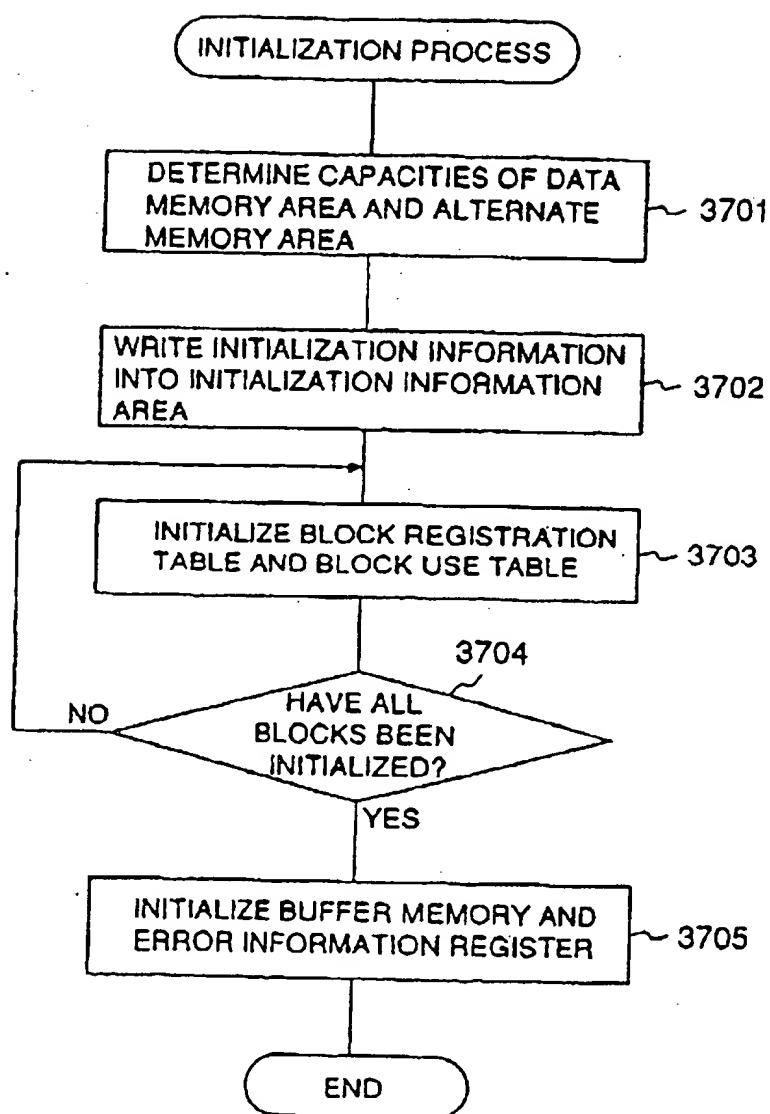 INITIALIZATION PROCESS
DETERMINE CAPACITIES OF DATA
MEMORY AREA AND ALTERNATE
MEMORY AREA
3701
WRITE INITIALIZATION INFORMATION
INTO INITIALIZATION INFORMATION
AREA
3702
INITIALIZE BLOCK REGISTRATION
TABLE AND BLOCK USE TABLE
3703
3704
HAVE ALL
BLOCKS BEEN
INITIALIZED?
NO
YES
INITIALIZE BUFFER MEMORY AND
ERROR INFORMATION REGISTER
3705
END